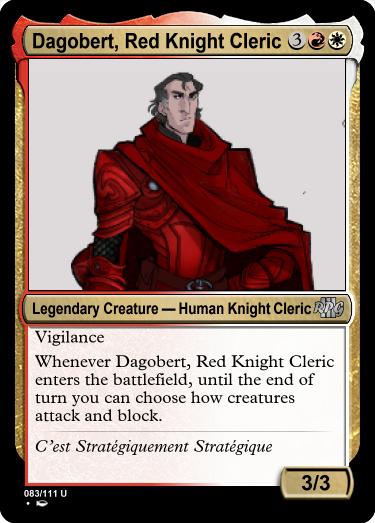 Dagobert, Red Knight Cleric 3
Legendary Creature — Human Knight Cleric RPG
Vigilance
Whenever Dagobert, Red Knight Cleric
enters the battlefield, until the end of
turn you can choose how creatures
attack and block.
C'est Stratégiquement Stratégique
3/3
083/111 U